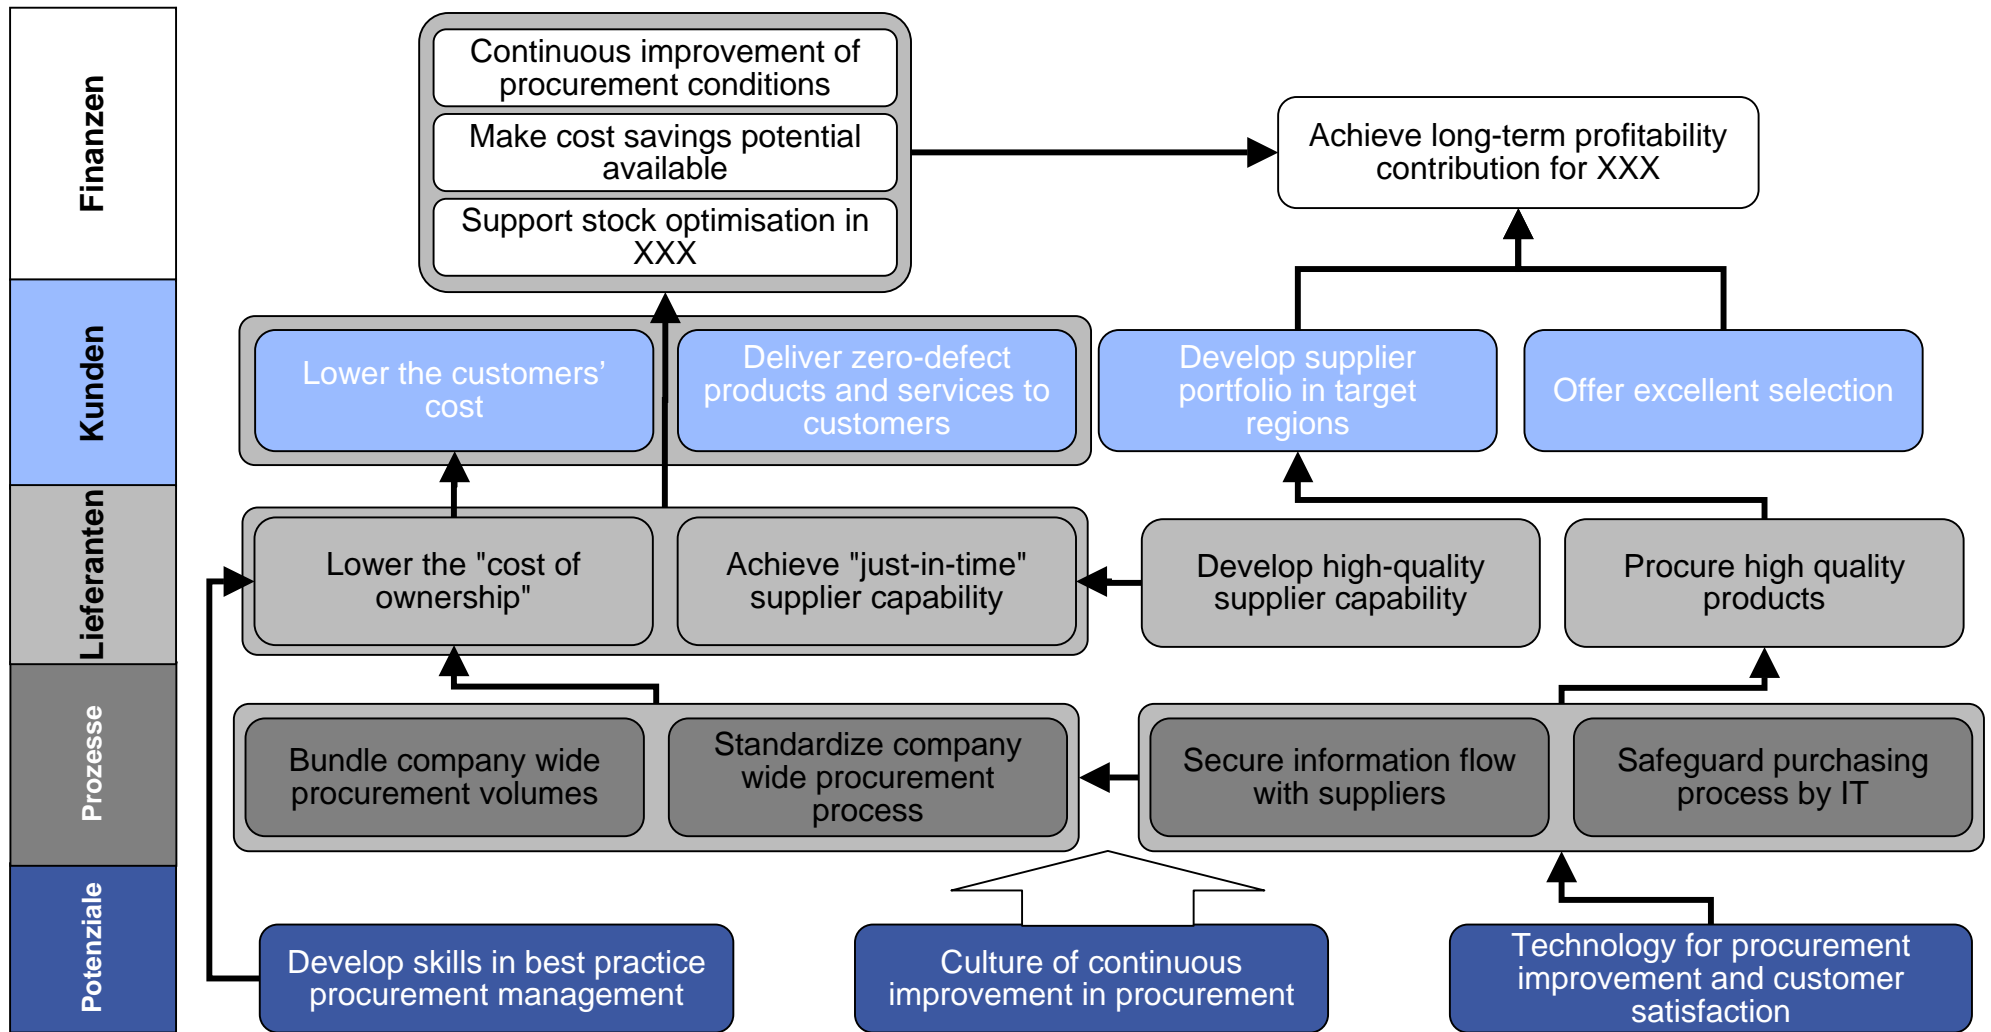 Finanzen
Continuous improvement of
procurement conditions
Make cost savings potential
available
Support stock optimisation in
XXX
Achieve long-term profitability
contribution for XXX
Kunden
Lower the customers’
cost
Deliver zero-defect
products and services to
customers
Develop supplier
portfolio in target
regions
Offer excellent selection
Lieferanten
Lower the "cost of
ownership"
Achieve "just-in-time"
supplier capability
Develop high-quality
supplier capability
Procure high quality
products
Prozesse
Bundle company wide
procurement volumes
Standardize company
wide procurement
process
Secure information flow
with suppliers
Safeguard purchasing
process by IT
Potenziale
Develop skills in best practice
procurement management
Culture of continuous
improvement in procurement
Technology for procurement
improvement and customer
satisfaction